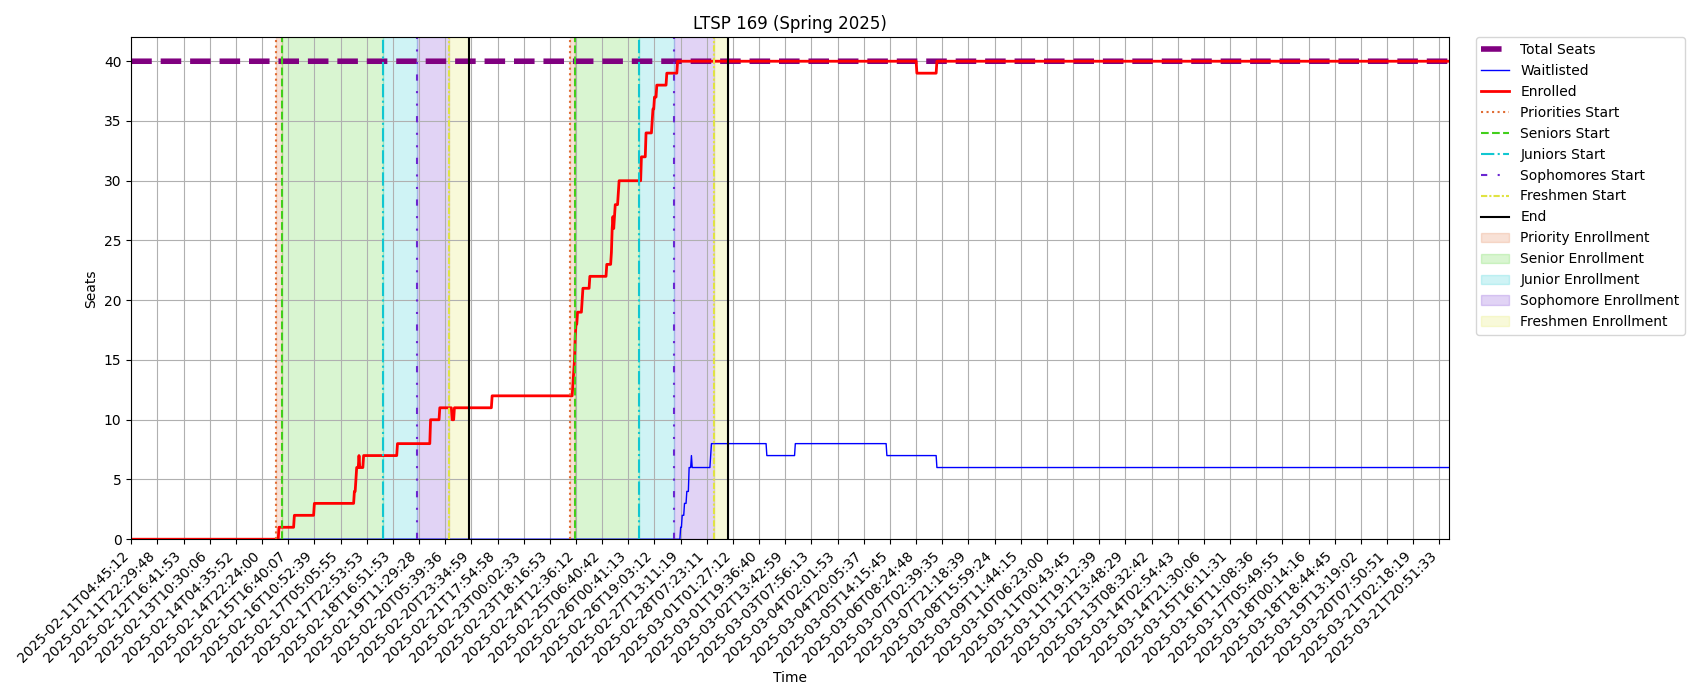 LTSP 169 (Spring 2025)
Seats
40
35
30
25
20
15
10
5
0
2025-02-11T04:45:12
2025-02-11T22:29:48
2025-02-12T16:41:53
2025-02-13T10:30:06
2025-02-14T04:35:52
2025-02-14T22:24:00
2025-02-15T16:40:07
2025-02-16T10:52:39
2025-02-17T05:05:55
2025-02-17T22:53:53
2025-02-18T16:51:53
2025-02-19T11:29:28
2025-02-20T05:39:36
2025-02-20T23:34:59
2025-02-21T17:54:58
2025-02-23T00:02:33
2025-02-23T18:16:53
2025-02-24T12:36:12
2025-02-25T06:40:42
2025-02-26T00:41:13
2025-02-26T19:03:12
2025-02-27T13:11:19
2025-02-28T07:23:11
2025-03-01T01:27:12
2025-03-01T19:36:40
2025-03-02T13:42:59
2025-03-03T07:56:13
2025-03-04T02:01:53
2025-03-04T20:05:37
2025-03-05T14:15:45
2025-03-06T08:24:48
2025-03-07T02:39:35
2025-03-07T21:18:39
2025-03-08T15:59:24
2025-03-09T11:44:15
2025-03-10T06:23:00
2025-03-11T00:43:45
2025-03-11T19:12:39
2025-03-12T13:48:29
2025-03-13T08:32:42
2025-03-14T02:54:43
2025-03-14T21:30:06
2025-03-15T16:11:31
2025-03-16T11:08:36
2025-03-17T05:49:55
2025-03-18T00:14:16
2025-03-18T18:44:45
2025-03-19T13:19:02
2025-03-20T07:50:51
2025-03-21T02:18:19
2025-03-21T20:51:33
Time
Total Seats
Waitlisted
Enrolled
Priorities Start
Seniors Start
Juniors Start
Sophomores Start
Freshmen Start
End
Priority Enrollment
Senior Enrollment
Junior Enrollment
Sophomore Enrollment
Freshmen Enrollment